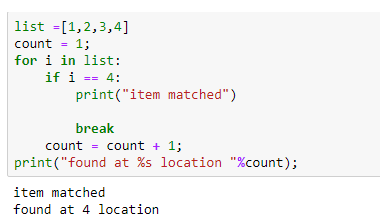 list =[1,2,3,4]
count = 1;
for i in list:
    if i == 4:
        print("item matched")
        break
    count = count + 1;
print("found at %s location "%count);
item matched
found at 4 location